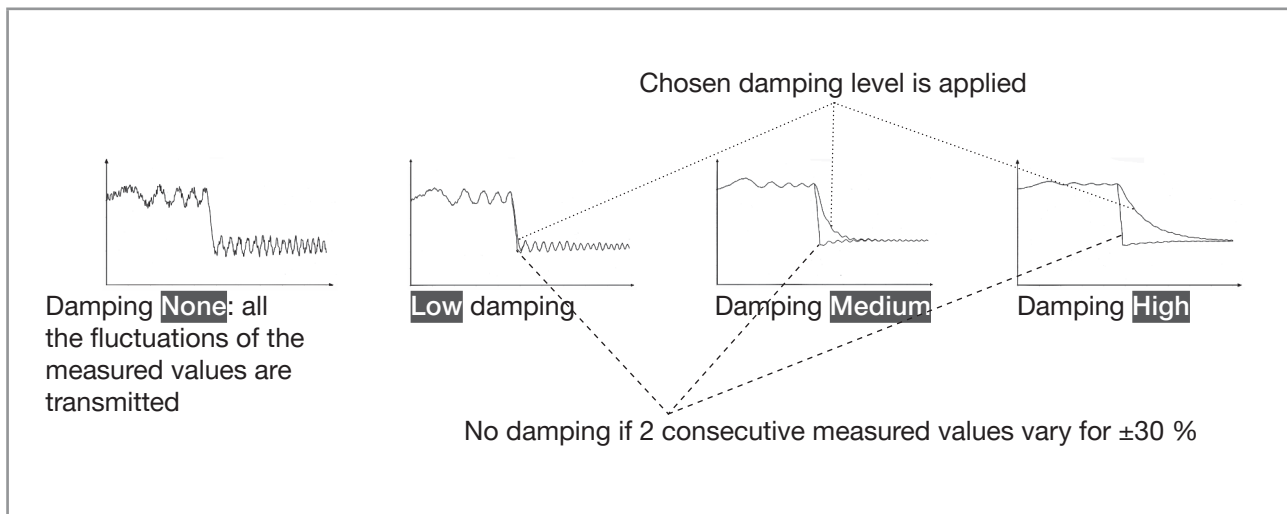 Chosen damping level is applied
Damping None: all
the fluctuations of the
measured values are
transmitted
Low damping
Damping Medium
Damping High
No damping if 2 consecutive measured values vary for ±30 %